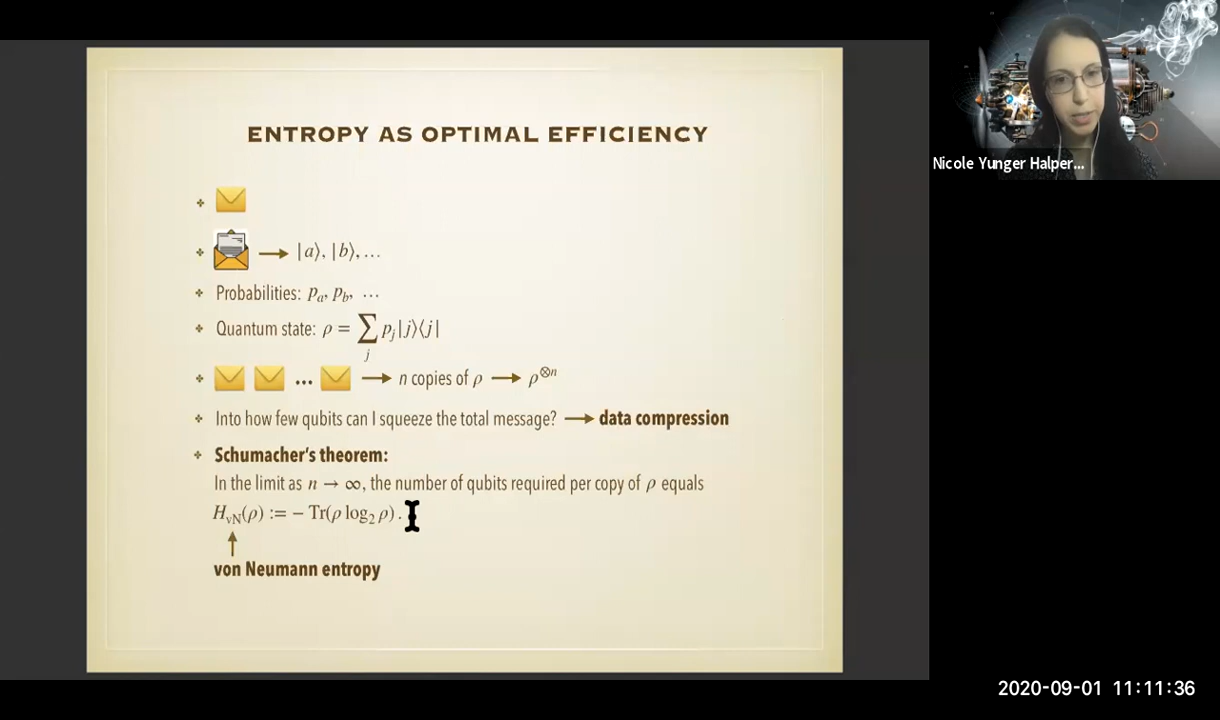 ENTROPY AS OPTIMAL EFFICIENCY
|a⟩, |b⟩, …
Probabilities: pₐ, p_b, …
Quantum state: ρ = ∑_j p_j|j⟩⟨j|
... n copies of ρ → ρ^⊗n
Into how few qubits can I squeeze the total message? → data compression
Schumacher's theorem:
In the limit as n → ∞, the number of qubits required per copy of ρ equals
H_vN(ρ) := − Tr(ρ log₂ ρ) .
von Neumann entropy
Nicole Yunger Halper...
2020-09-01 11:11:36